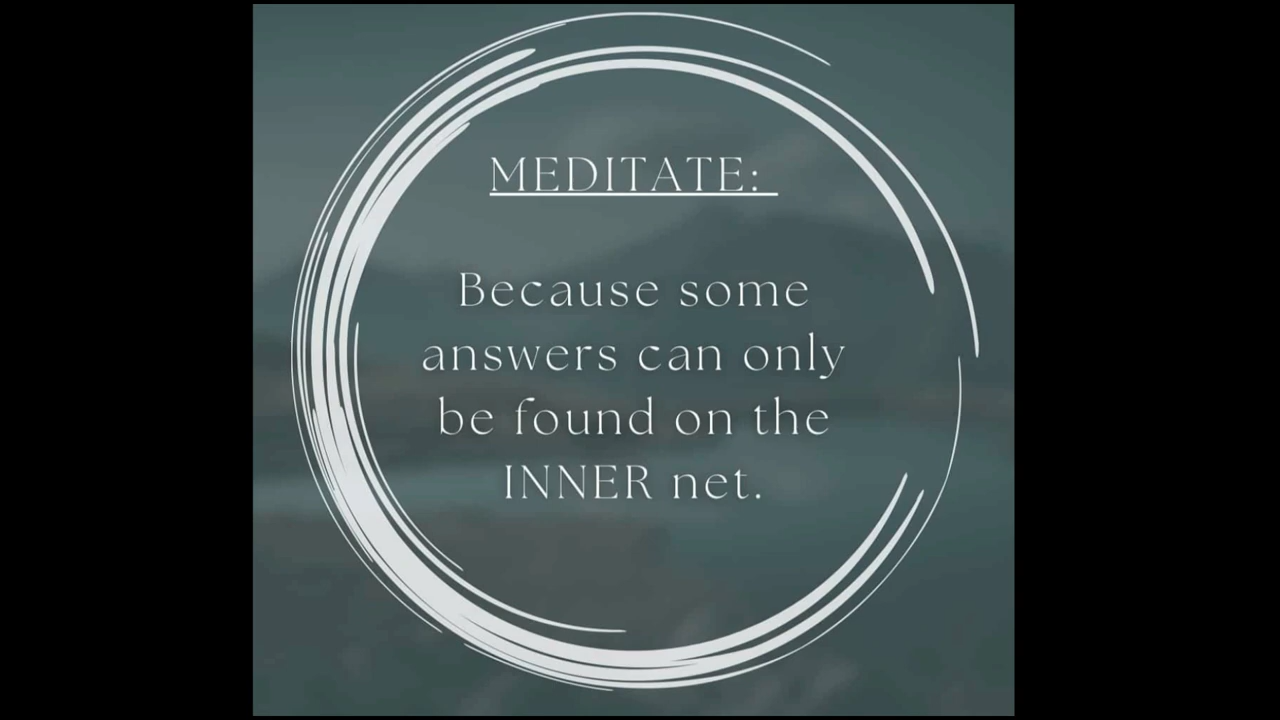 MEDITATE:
Because some
answers can only
be found on the
INNER net.